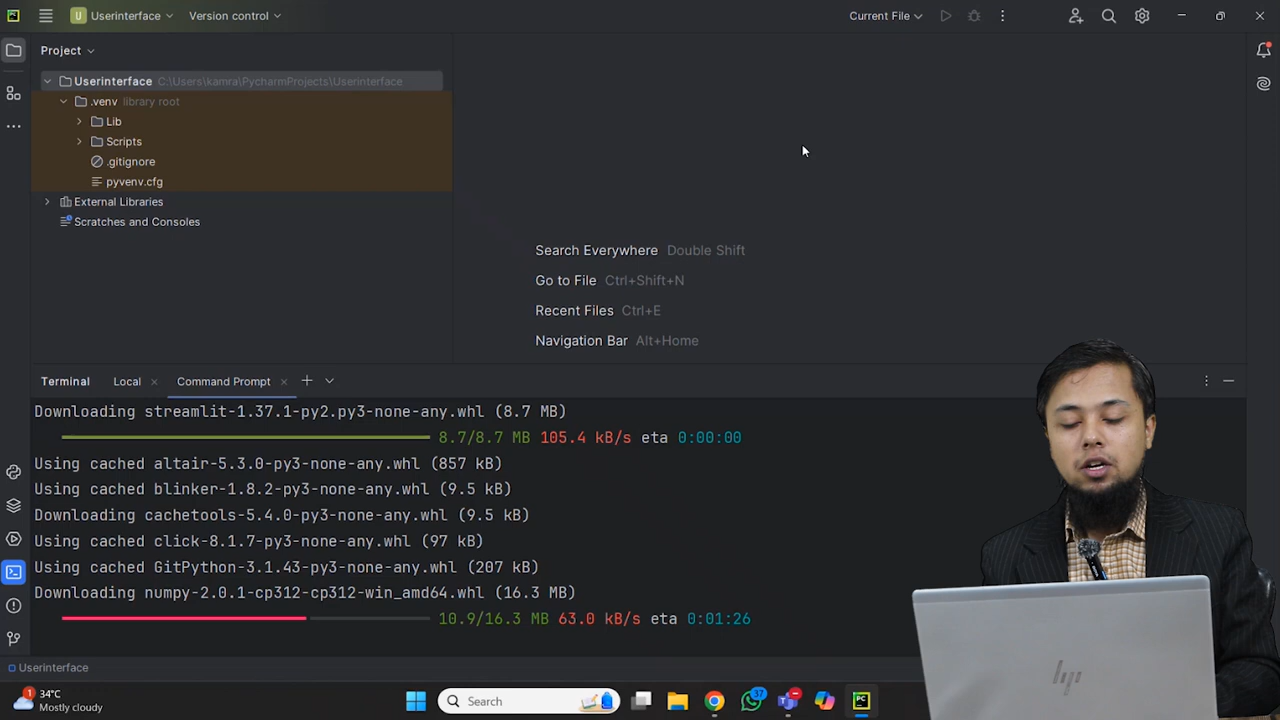 U Userinterface Version control Current File
Project
Userinterface C:\Users\kamra\PycharmProjects\Userinterface
.venv library root
Lib
Scripts
.gitignore
pyvenv.cfg
External Libraries
Scratches and Consoles
Search Everywhere Double Shift
Go to File Ctrl+Shift+N
Recent Files Ctrl+E
Navigation Bar Alt+Home
Terminal Local Command Prompt
Downloading streamlit-1.37.1-py2.py3-none-any.whl (8.7 MB)
8.7/8.7 MB 105.4 kB/s eta 0:00:00
Using cached altair-5.3.0-py3-none-any.whl (857 kB)
Using cached blinker-1.8.2-py3-none-any.whl (9.5 kB)
Downloading cachetools-5.4.0-py3-none-any.whl (9.5 kB)
Using cached click-8.1.7-py3-none-any.whl (97 kB)
Using cached GitPython-3.1.43-py3-none-any.whl (207 kB)
Downloading numpy-2.0.1-cp312-cp312-win_amd64.whl (16.3 MB)
10.9/16.3 MB 63.0 kB/s eta 0:01:26
Userinterface
1
34°C
Mostly cloudy
Search
37
PC
hp